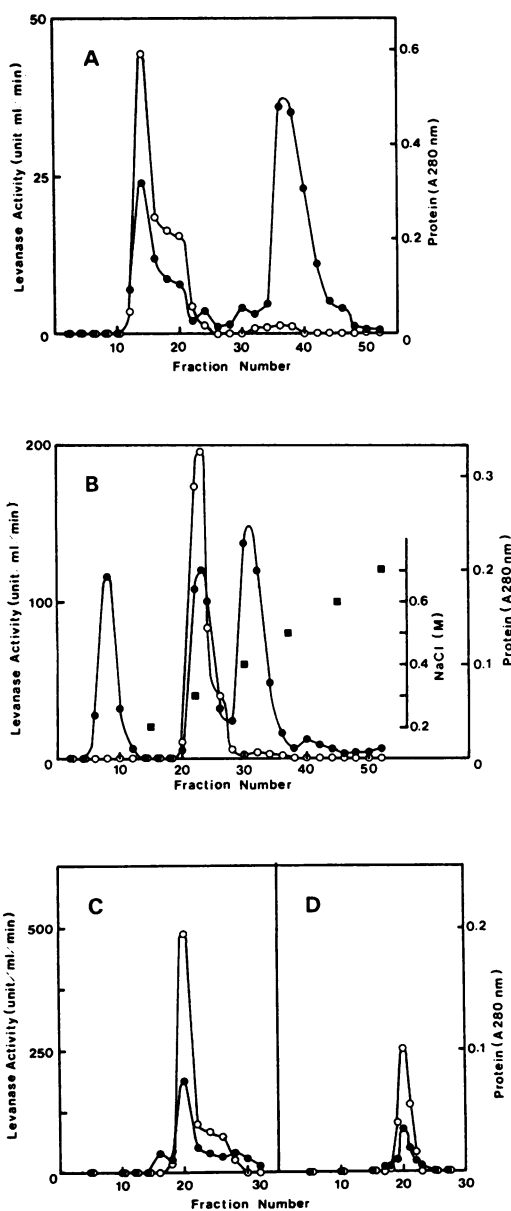 A
50
25
0
Levanase Activity (unit ml min)
0.6
0.4
0.2
0
Protein (A280 nm)
10 20 30 40 50
Fraction Number
B
200
100
0
Levanase Activity (unit. ml/min)
0.6
0.4
0.2
NaCl (M)
0.3
0.2
0.1
0
Protein (A280 nm)
10 20 30 40 50
Fraction Number
C D
500
250
0
Levanase Activity (unit/ml/min)
0.2
0.1
0
Protein (A280 nm)
10 20 30 10 20 30
Fraction Number